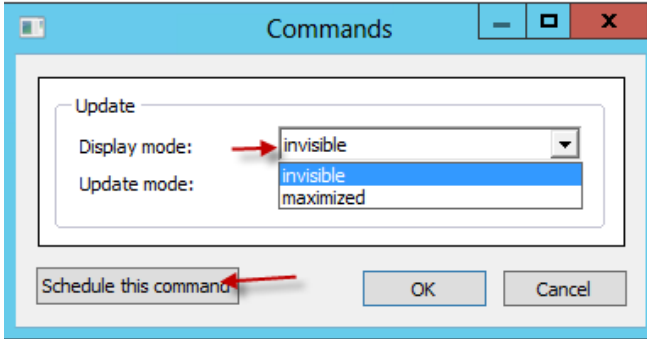 Commands
Update
Display mode:
invisible
Update mode:
invisible
maximized
Schedule this command
OK
Cancel